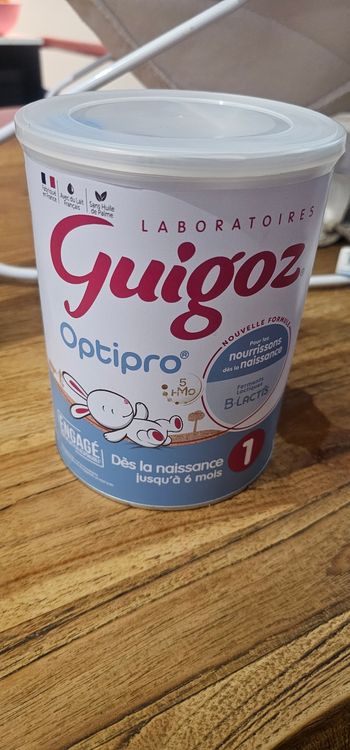 Fabriqué
en France
Avec du Lait
Français
Sans Huile
de Palme
LABORATOIRES
Guigoz®
Optipro®
NOUVELLE FORMULE
Pour les
nourrissons
dès la naissance
Ferments
Lactiques
B·LACTIS
5
HMO
ENGAGÉ
Dès la naissance
jusqu'à 6 mois
1